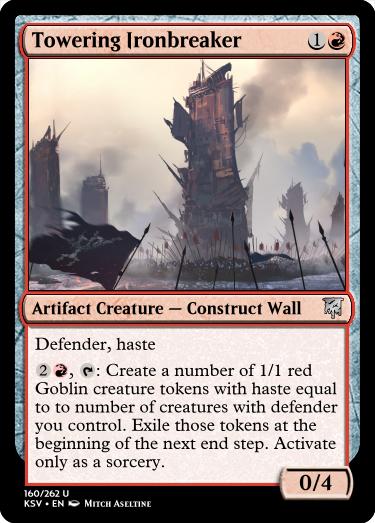 Towering Ironbreaker 1
Artifact Creature — Construct Wall
Defender, haste
2 , : Create a number of 1/1 red
Goblin creature tokens with haste equal
to to number of creatures with defender
you control. Exile those tokens at the
beginning of the next end step. Activate
only as a sorcery.
0/4
160/262 U
KSV • EN Mitch Aseltine